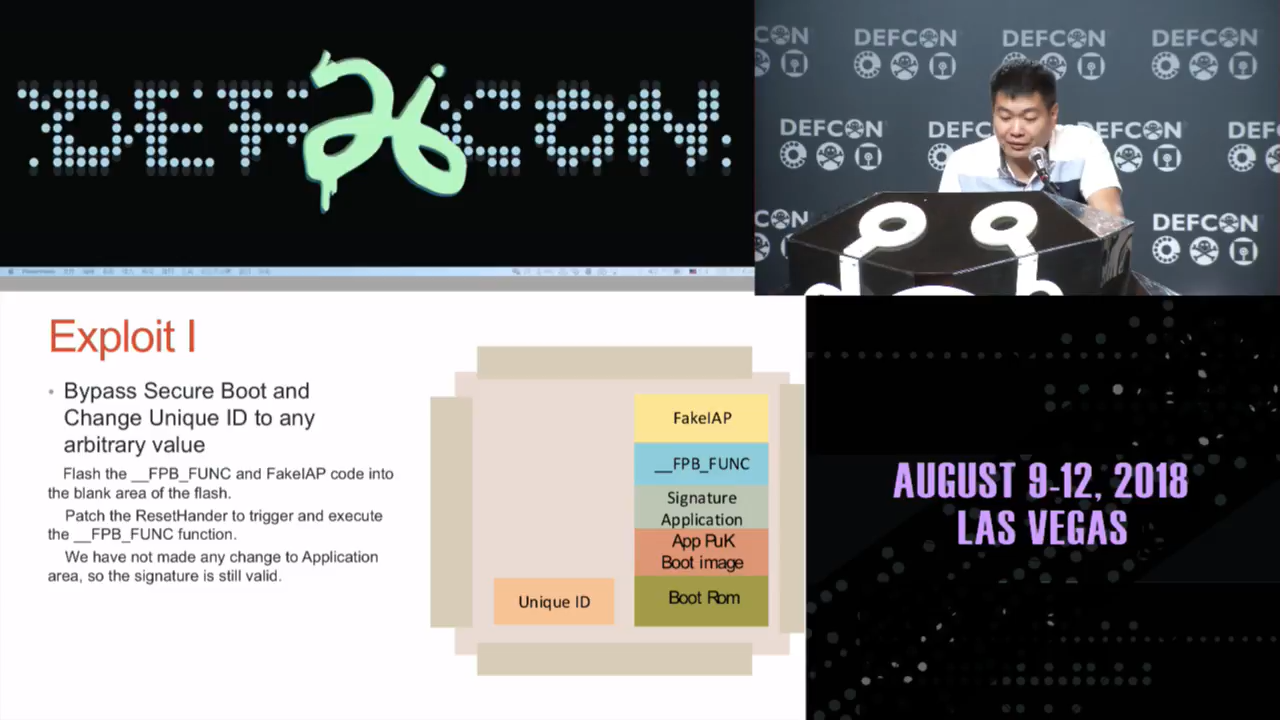 DEF CON
26
DEFCON
DEFCON
DEFCON
DEFCON
DEFCON
DEFCON
Exploit I
• Bypass Secure Boot and
Change Unique ID to any
arbitrary value
Flash the __FPB_FUNC and FakeIAP code into
the blank area of the flash.
Patch the ResetHander to trigger and execute
the __FPB_FUNC function.
We have not made any change to Application
area, so the signature is still valid.
FakeIAP
__FPB_FUNC
Signature
Application
App PuK
Boot image
Boot Rom
Unique ID
AUGUST 9-12, 2018
LAS VEGAS